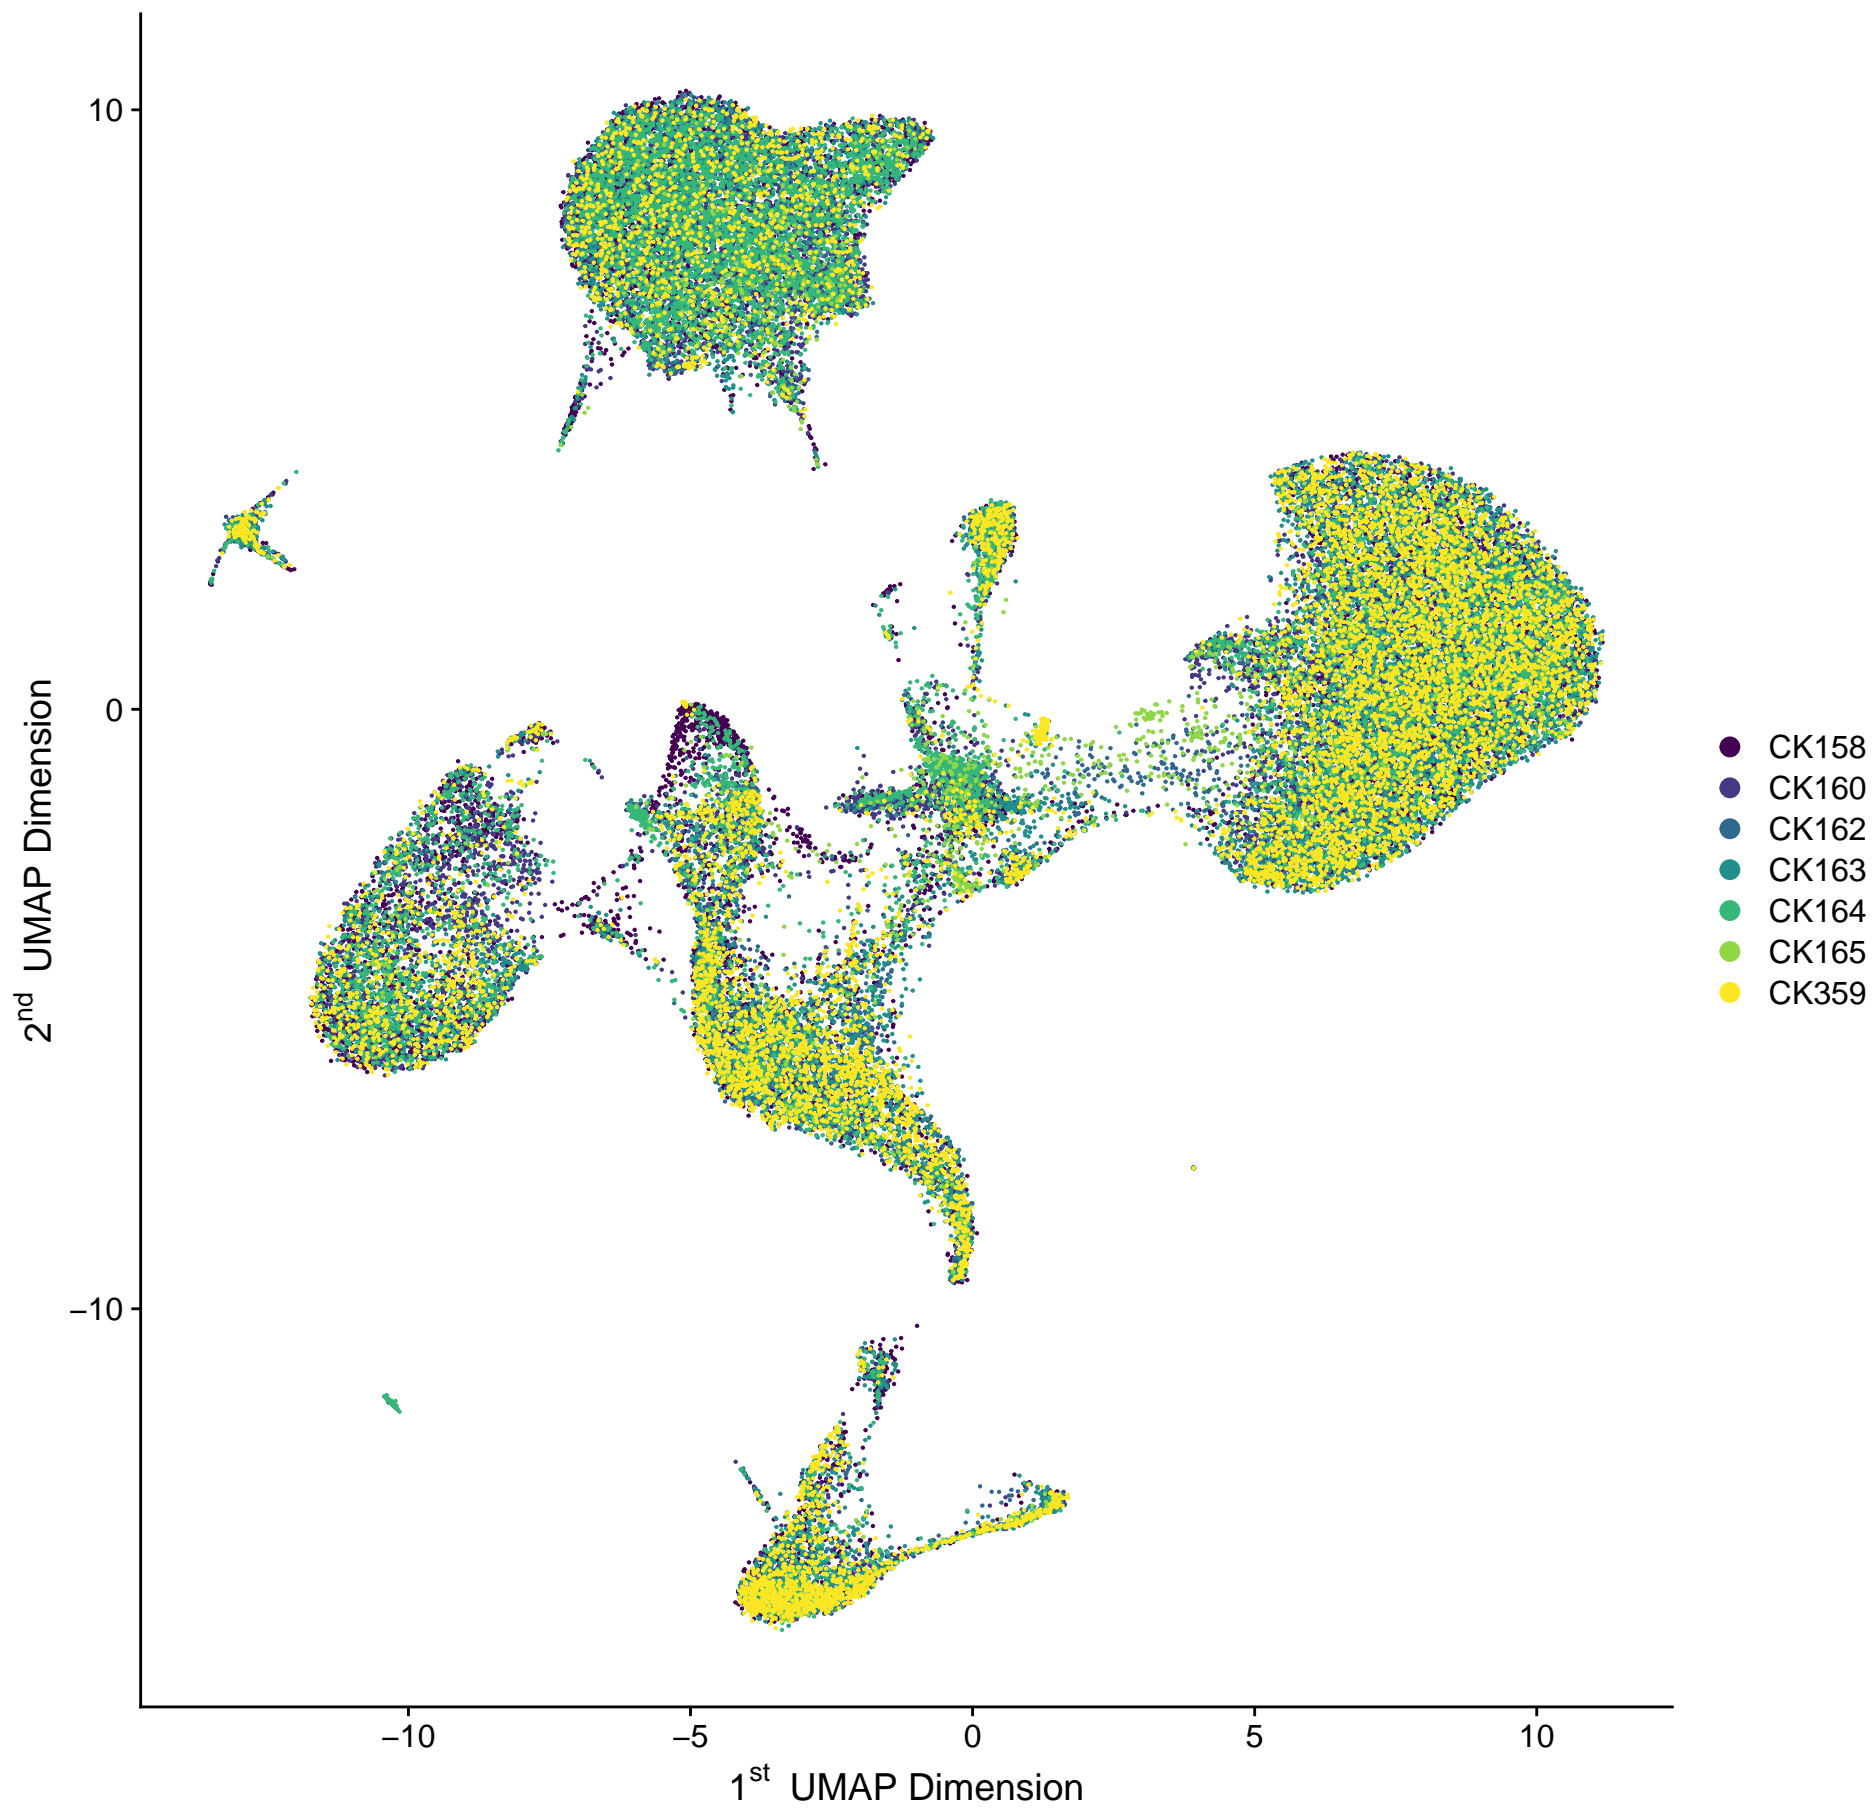 10
0
−10
2nd UMAP Dimension
−10
−5
0
5
10
1st UMAP Dimension
CK158
CK160
CK162
CK163
CK164
CK165
CK359